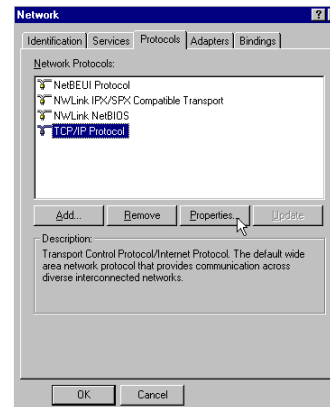 Network
?
Identification Services Protocols Adapters Bindings
Network Protocols:
NetBEUI Protocol
NWLink IPX/SPX Compatible Transport
NWLink NetBIOS
TCP/IP Protocol
Add... Remove Properties... Update
Description:
Transport Control Protocol/Internet Protocol. The default wide
area network protocol that provides communication across
diverse interconnected networks.
OK Cancel